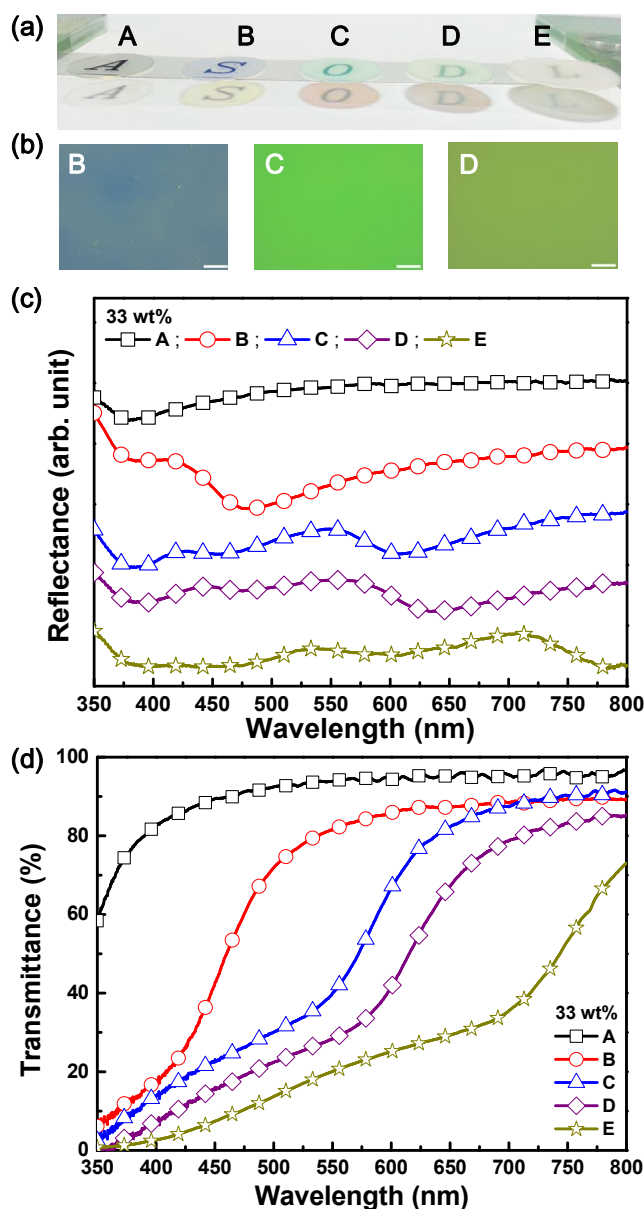 (a)
A B C D E
A S O D L
A S O D L
(b)
B C D
(c)
33 wt%
A ; B ; C ; D ; E
Reflectance (arb. unit)
350 400 450 500 550 600 650 700 750 800
Wavelength (nm)
(d)
100
80
60
40
20
0
Transmittance (%)
33 wt%
A
B
C
D
E
350 400 450 500 550 600 650 700 750 800
Wavelength (nm)